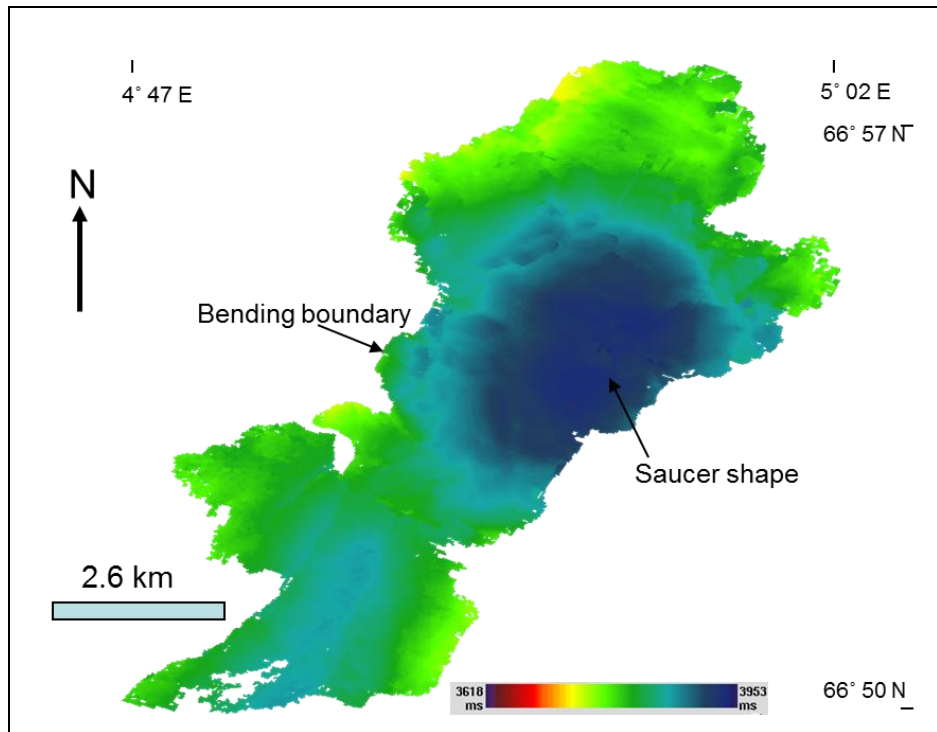 4° 47 E
5° 02 E
66° 57 N
N
Bending boundary
Saucer shape
2.6 km
3618
ms
3953
ms
66° 50 N